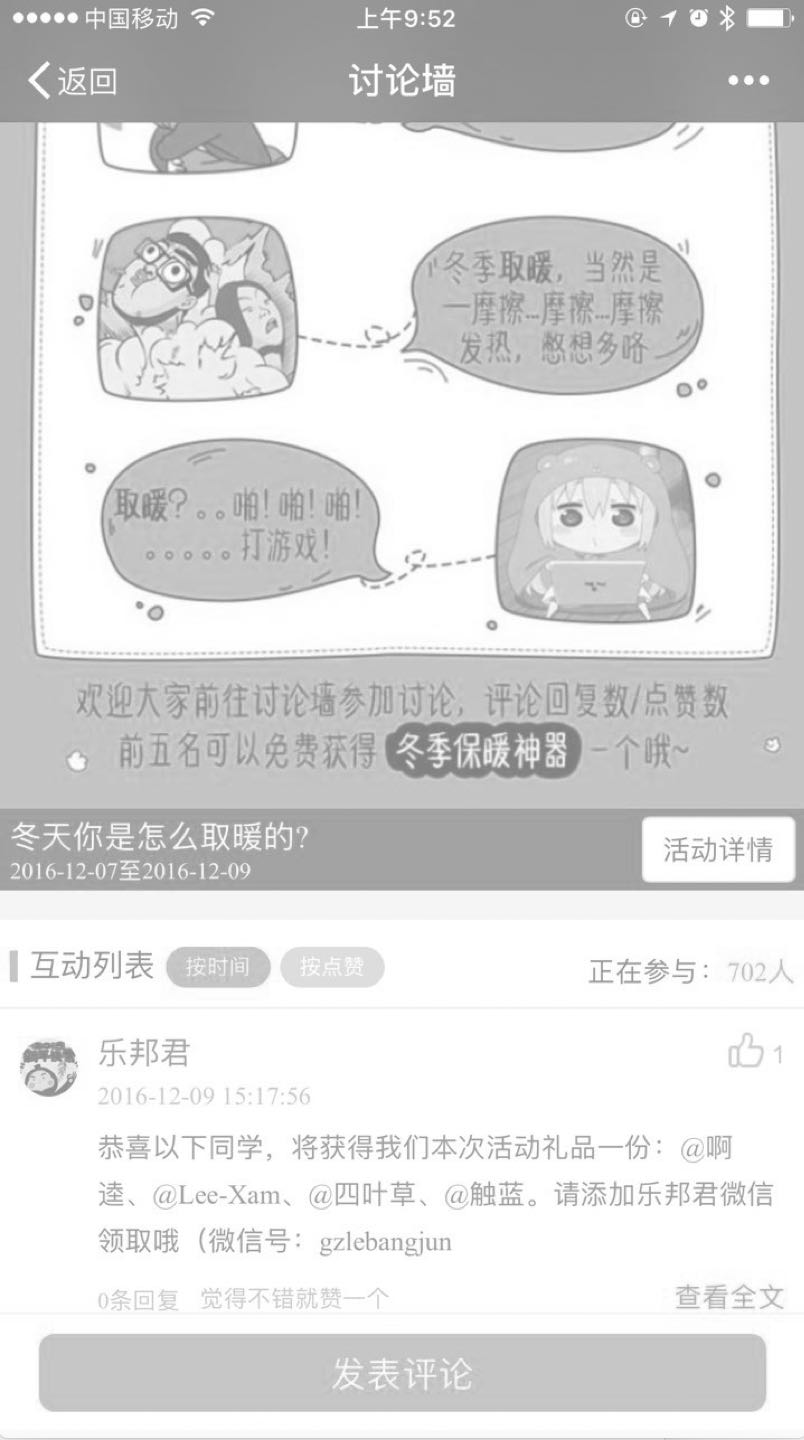 中国移动 上午9:52
返回 讨论墙
冬季取暖，当然是
一摩擦...摩擦...摩擦
发热，憋想多咯
取暖？。。啪！啪！啪！
。。。。。打游戏！
欢迎大家前往讨论墙参加讨论，评论回复数/点赞数
前五名可以免费获得 冬季保暖神器 一个哦~
冬天你是怎么取暖的?
2016-12-07至2016-12-09
活动详情
互动列表 按时间 按点赞 正在参与：702人
乐邦君 1
2016-12-09 15:17:56
恭喜以下同学，将获得我们本次活动礼品一份：@啊
逵、@Lee-Xam、@四叶草、@触蓝。请添加乐邦君微信
领取哦（微信号：gzlebangjun
0条回复 觉得不错就赞一个 查看全文
发表评论